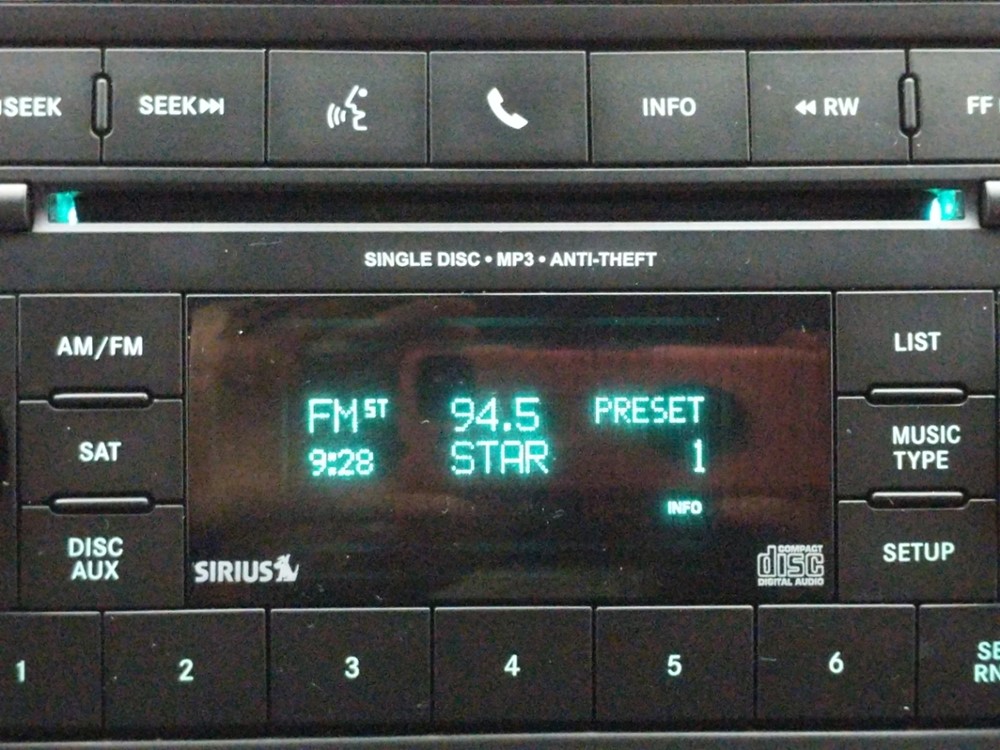 SEEK SEEK INFO RW FF
SINGLE DISC • MP3 • ANTI-THEFT
AM/FM
SAT
DISC
AUX
FM ST 94.5 PRESET
9:28 STAR 1
INFO
SIRIUS
COMPACT
disc
DIGITAL AUDIO
LIST
MUSIC
TYPE
SETUP
1 2 3 4 5 6